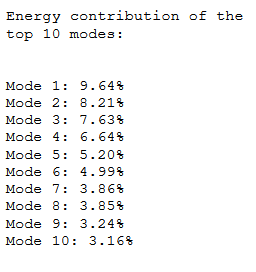 Energy contribution of the
top 10 modes:
Mode 1: 9.64%
Mode 2: 8.21%
Mode 3: 7.63%
Mode 4: 6.64%
Mode 5: 5.20%
Mode 6: 4.99%
Mode 7: 3.86%
Mode 8: 3.85%
Mode 9: 3.24%
Mode 10: 3.16%